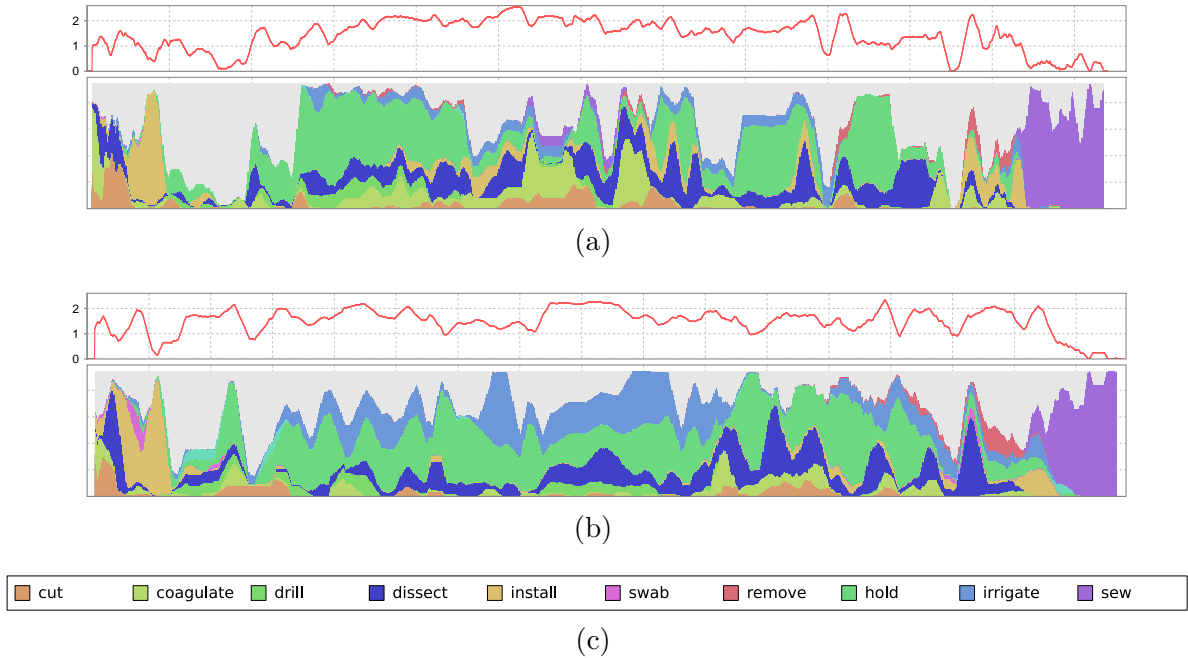 2
1
0
(a)
2
1
0
(b)
cut coagulate drill dissect install swab remove hold irrigate sew
(c)